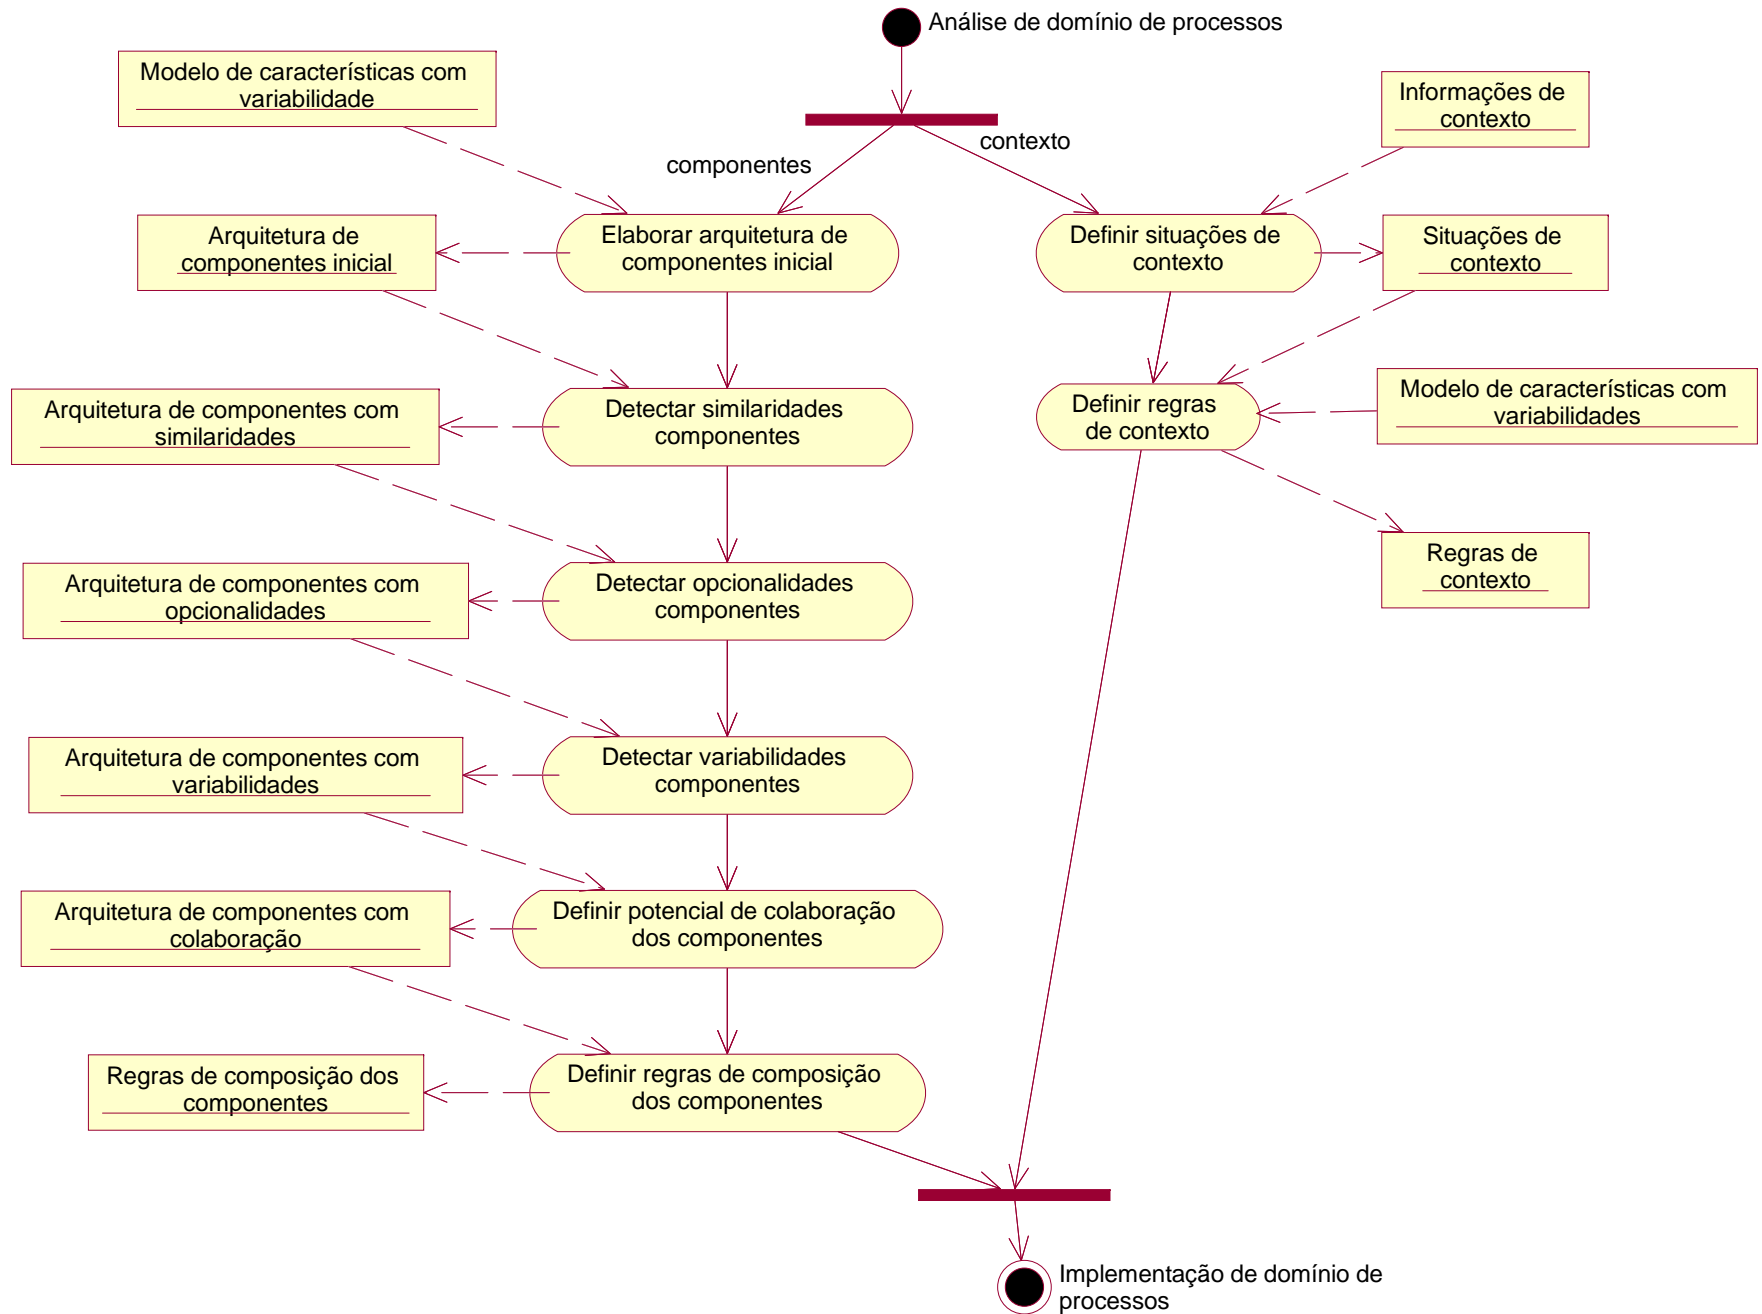 Análise de domínio de processos
Modelo de características com
variabilidade
Informações de
contexto
contexto
componentes
Arquitetura de
componentes inicial
Elaborar arquitetura de
componentes inicial
Definir situações de
contexto
Situações de
contexto
Arquitetura de componentes com
similaridades
Detectar similaridades
componentes
Definir regras
de contexto
Modelo de características com
variabilidades
Regras de
contexto
Arquitetura de componentes com
opcionalidades
Detectar opcionalidades
componentes
Arquitetura de componentes com
variabilidades
Detectar variabilidades
componentes
Arquitetura de componentes com
colaboração
Definir potencial de colaboração
dos componentes
Regras de composição dos
componentes
Definir regras de composição
dos componentes
Implementação de domínio de
processos